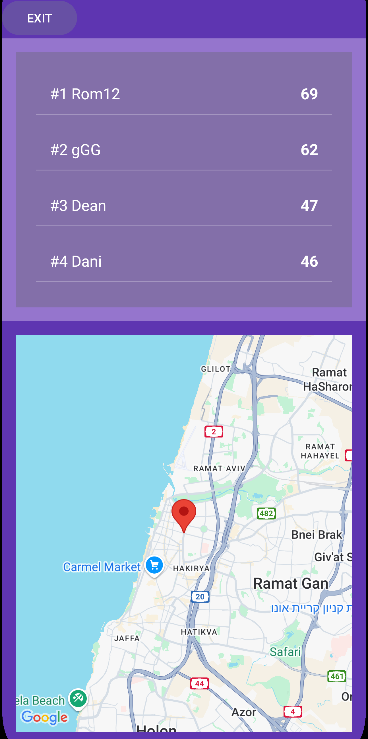 EXIT
#1 Rom12 69
#2 gGG 62
#3 Dean 47
#4 Dani 46
GLILOT
Ramat
HaSharon
2
RAMAT
HAHAYEL
RAMAT AVIV
482
Bnei Brak
Giv'at S
Carmel Market
HAKIRYA
Ramat Gan
20
ת קניון קריית אונו
JAFFA
HATIKVA
Safari
461
44
ela Beach
Or
Azor
4
Google
Holon